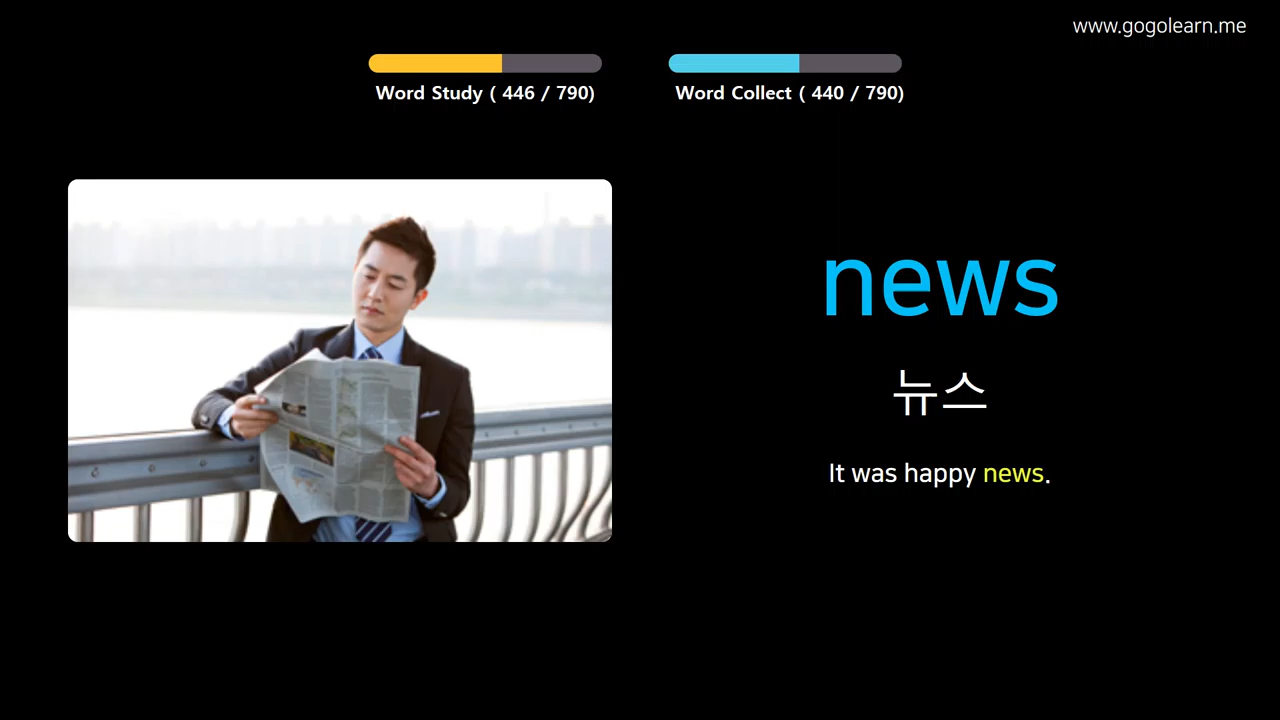 www.gogolearn.me
Word Study ( 446 / 790)
Word Collect ( 440 / 790)
news
뉴스
It was happy news.